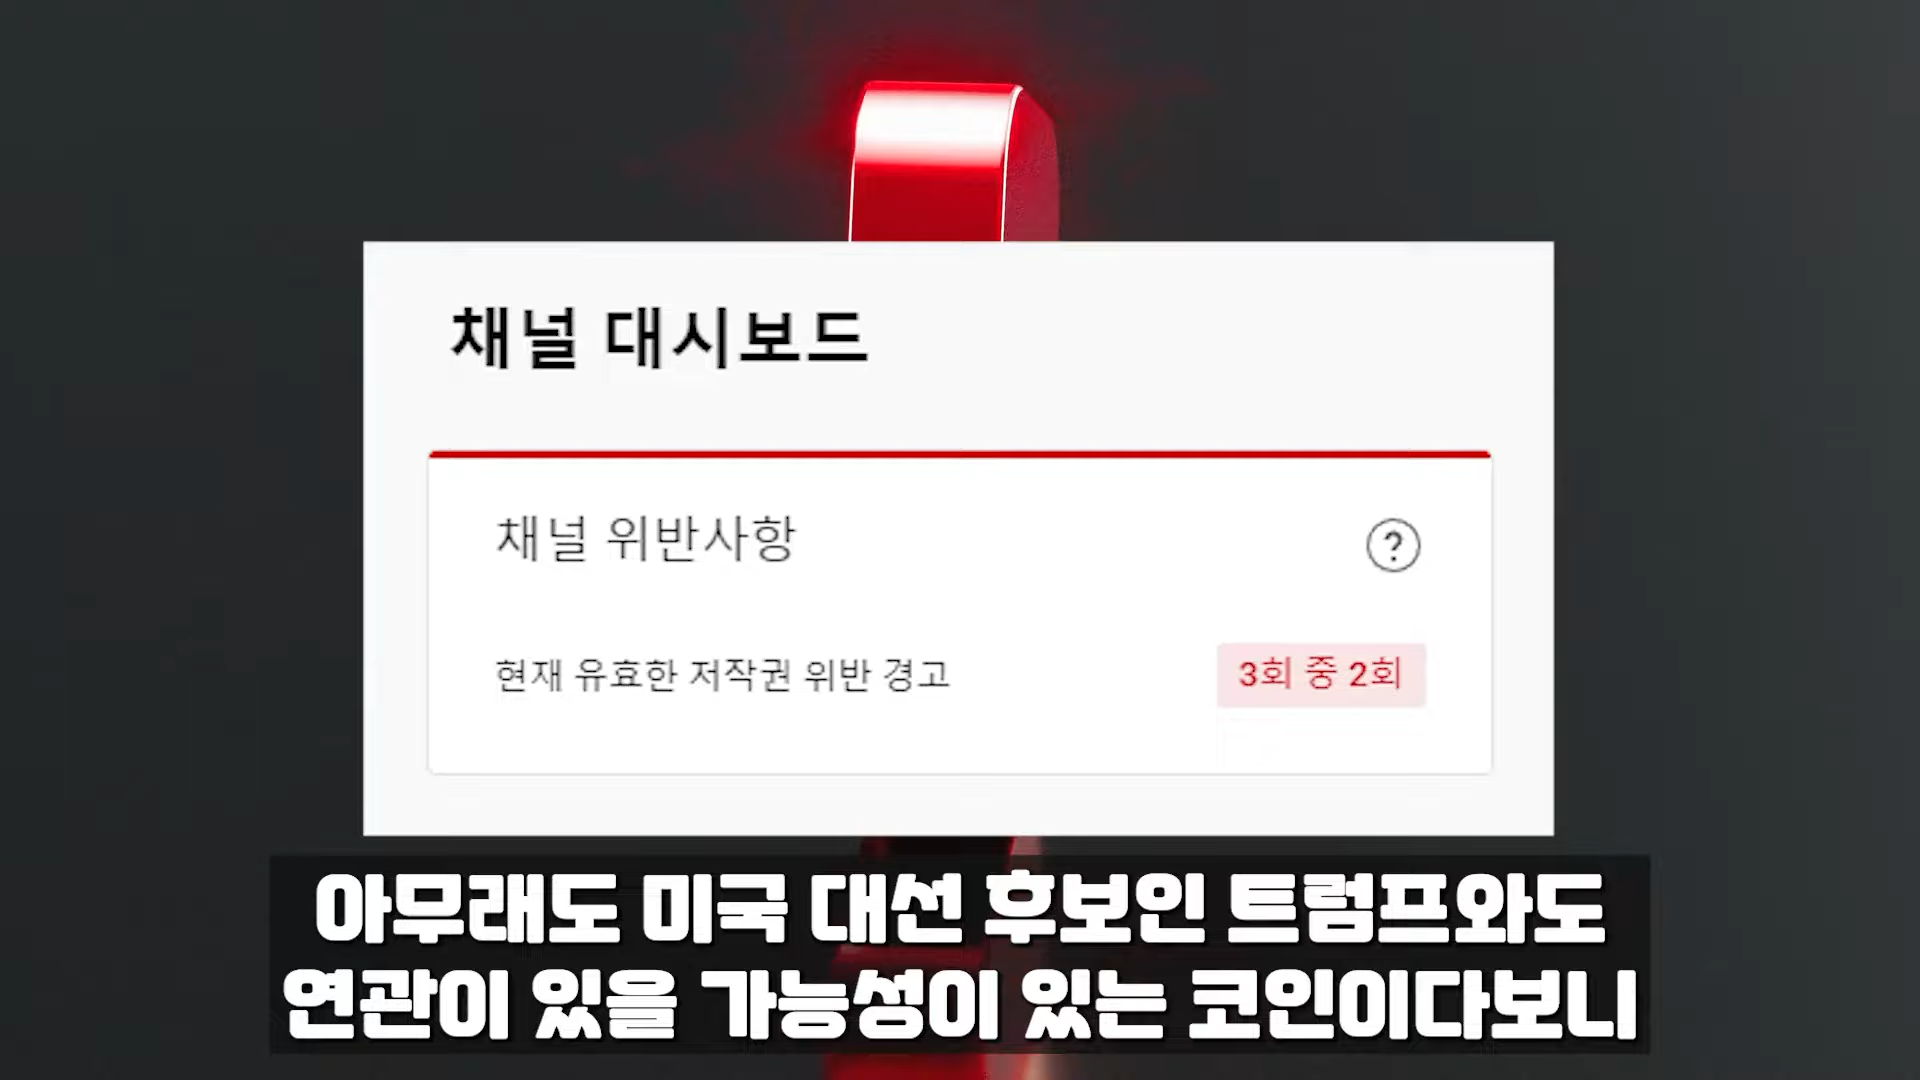 채널 대시보드
채널 위반사항
현재 유효한 저작권 위반 경고
3회 중 2회
아무래도 미국 대선 후보인 트럼프와도
연관이 있을 가능성이 있는 코인이다보니